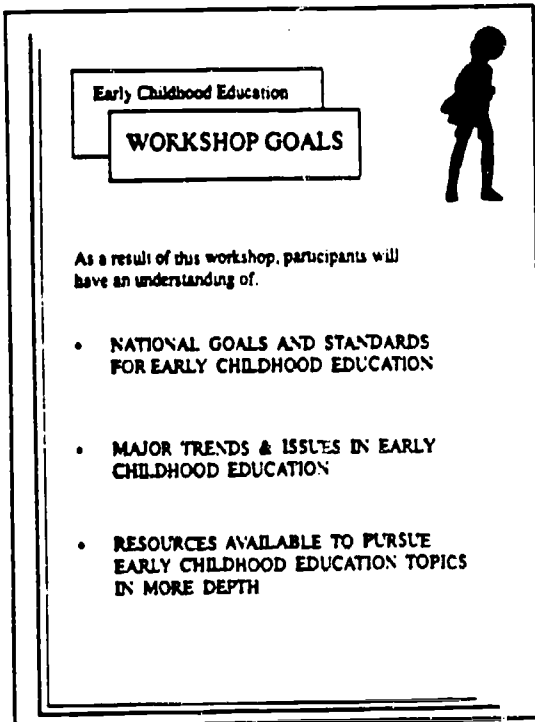 Early Childhood Education
WORKSHOP GOALS
As a result of this workshop, participants will
have an understanding of.
• NATIONAL GOALS AND STANDARDS
FOR EARLY CHILDHOOD EDUCATION
• MAJOR TRENDS & ISSUES IN EARLY
CHILDHOOD EDUCATION
• RESOURCES AVAILABLE TO PURSUE
EARLY CHILDHOOD EDUCATION TOPICS
IN MORE DEPTH